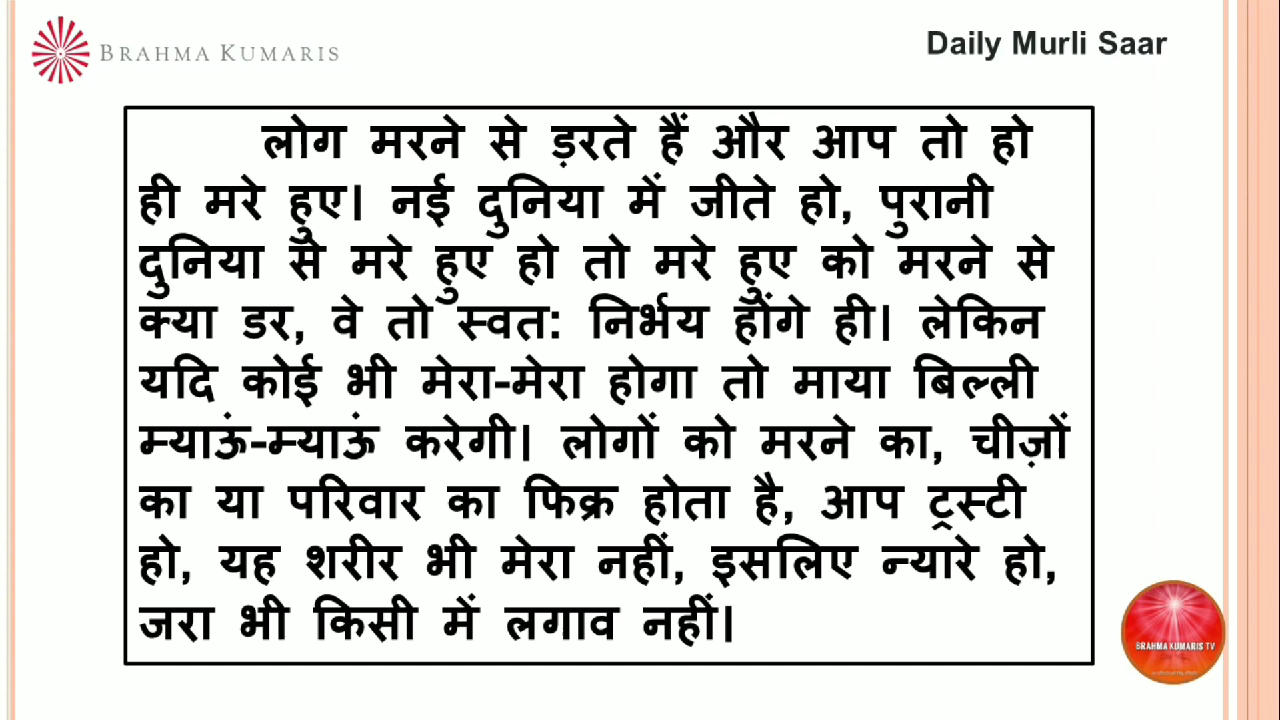 BRAHMA KUMARIS
Daily Murli Saar
लोग मरने से ड़रते हैं और आप तो हो
ही मरे हुए। नई दुनिया में जीते हो, पुरानी
दुनिया से मरे हुए हो तो मरे हुए को मरने से
क्या डर, वे तो स्वत: निर्भय होंगे ही। लेकिन
यदि कोई भी मेरा-मेरा होगा तो माया बिल्ली
म्याऊं-म्याऊं करेगी। लोगों को मरने का, चीज़ों
का या परिवार का फिक्र होता है, आप ट्रस्टी
हो, यह शरीर भी मेरा नहीं, इसलिए न्यारे हो,
जरा भी किसी में लगाव नहीं।
BRAHMA KUMARIS TV